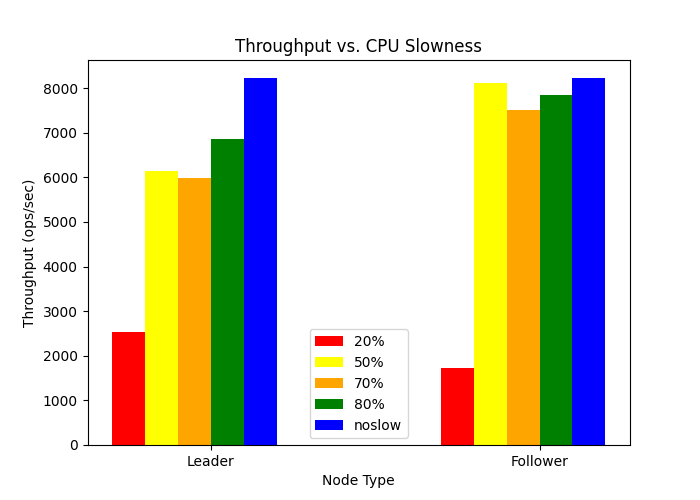 Throughput vs. CPU Slowness
Throughput (ops/sec)
8000
7000
6000
5000
4000
3000
2000
1000
0
20%
50%
70%
80%
noslow
Leader
Follower
Node Type